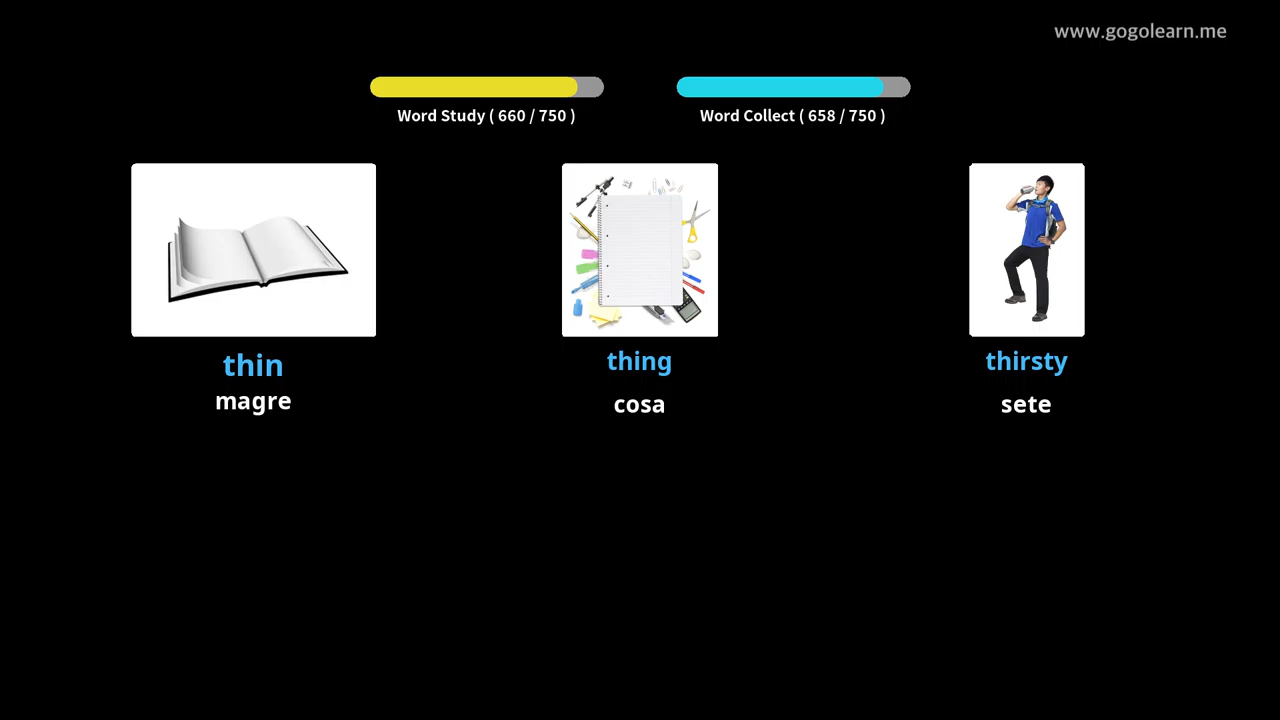 www.gogolearn.me
Word Study ( 660 / 750 )
Word Collect ( 658 / 750 )
thin
magre
thing
cosa
thirsty
sete